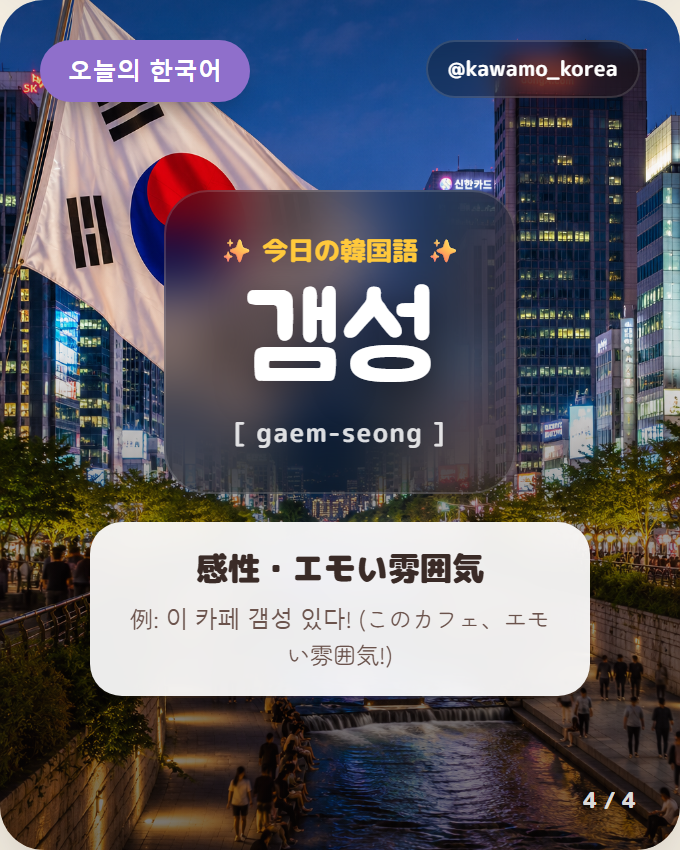 오늘의 한국어
@kawamo_korea
SK
신한카드
✨ 今日の韓国語 ✨
갬성
[ gaem-seong ]
感性・エモい雰囲気
例: 이 카페 갬성 있다! (このカフェ、エモ
い雰囲気!)
4 / 4